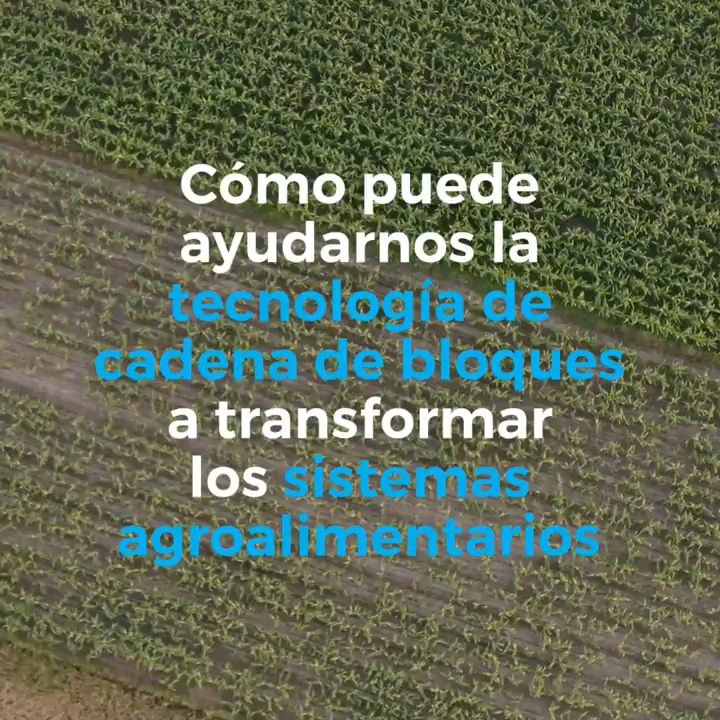 Cómo puede
ayudarnos la
tecnología de
cadena de bloques
a transformar
los sistemas
agroalimentarios